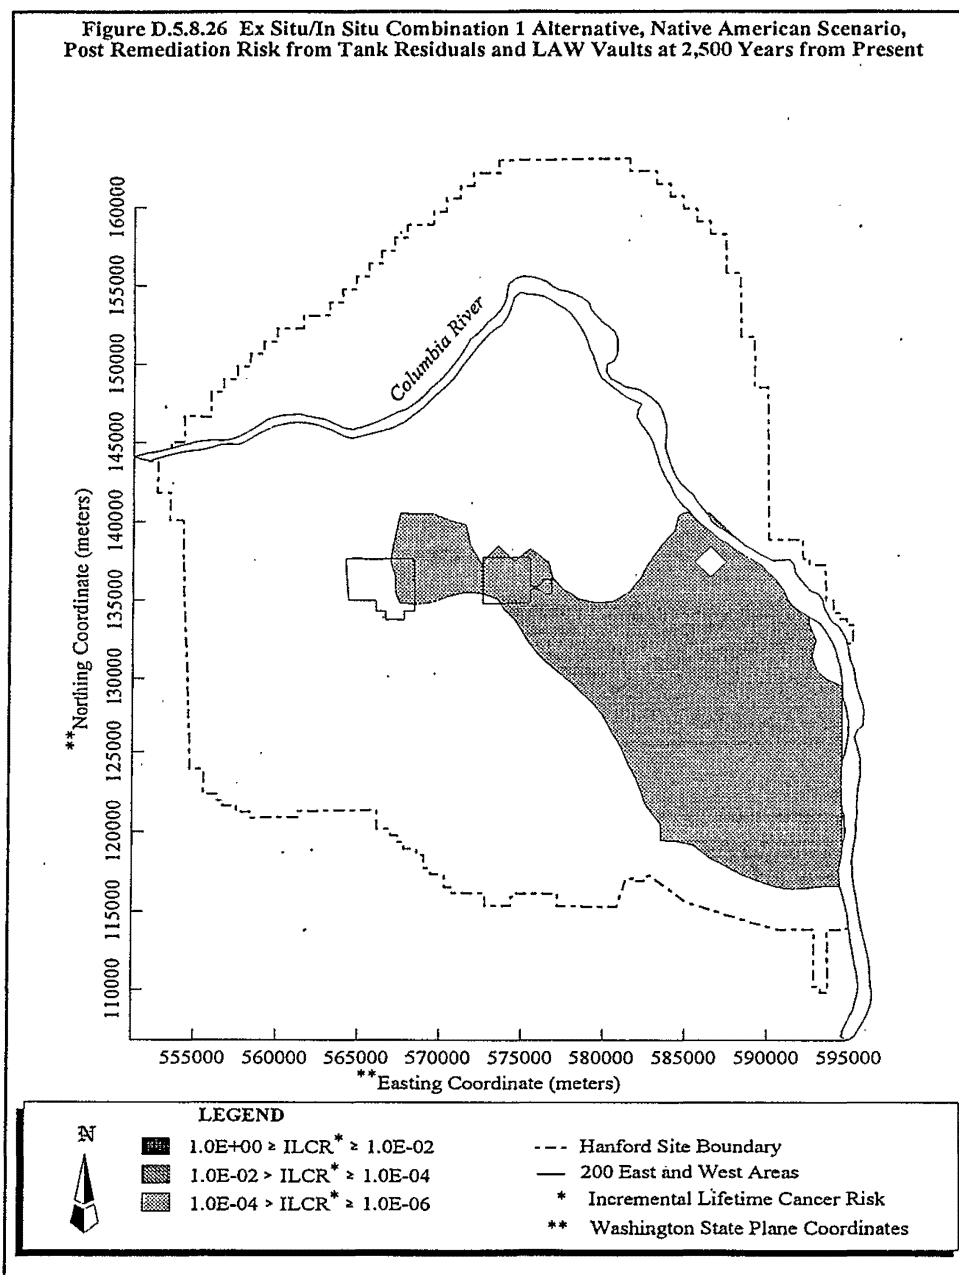 Figure D.5.8.26 Ex Situ/In Situ Combination 1 Alternative, Native American Scenario,
Post Remediation Risk from Tank Residuals and LAW Vaults at 2,500 Years from Present
Columbia River
**Northing Coordinate (meters)
160000
155000
150000
145000
140000
135000
130000
125000
120000
115000
110000
555000 560000 565000 570000 575000 580000 585000 590000 595000
**Easting Coordinate (meters)
LEGEND
N
1.0E+00 ≥ ILCR* ≥ 1.0E-02
1.0E-02 > ILCR* ≥ 1.0E-04
1.0E-04 > ILCR* ≥ 1.0E-06
Hanford Site Boundary
200 East and West Areas
* Incremental Lifetime Cancer Risk
** Washington State Plane Coordinates